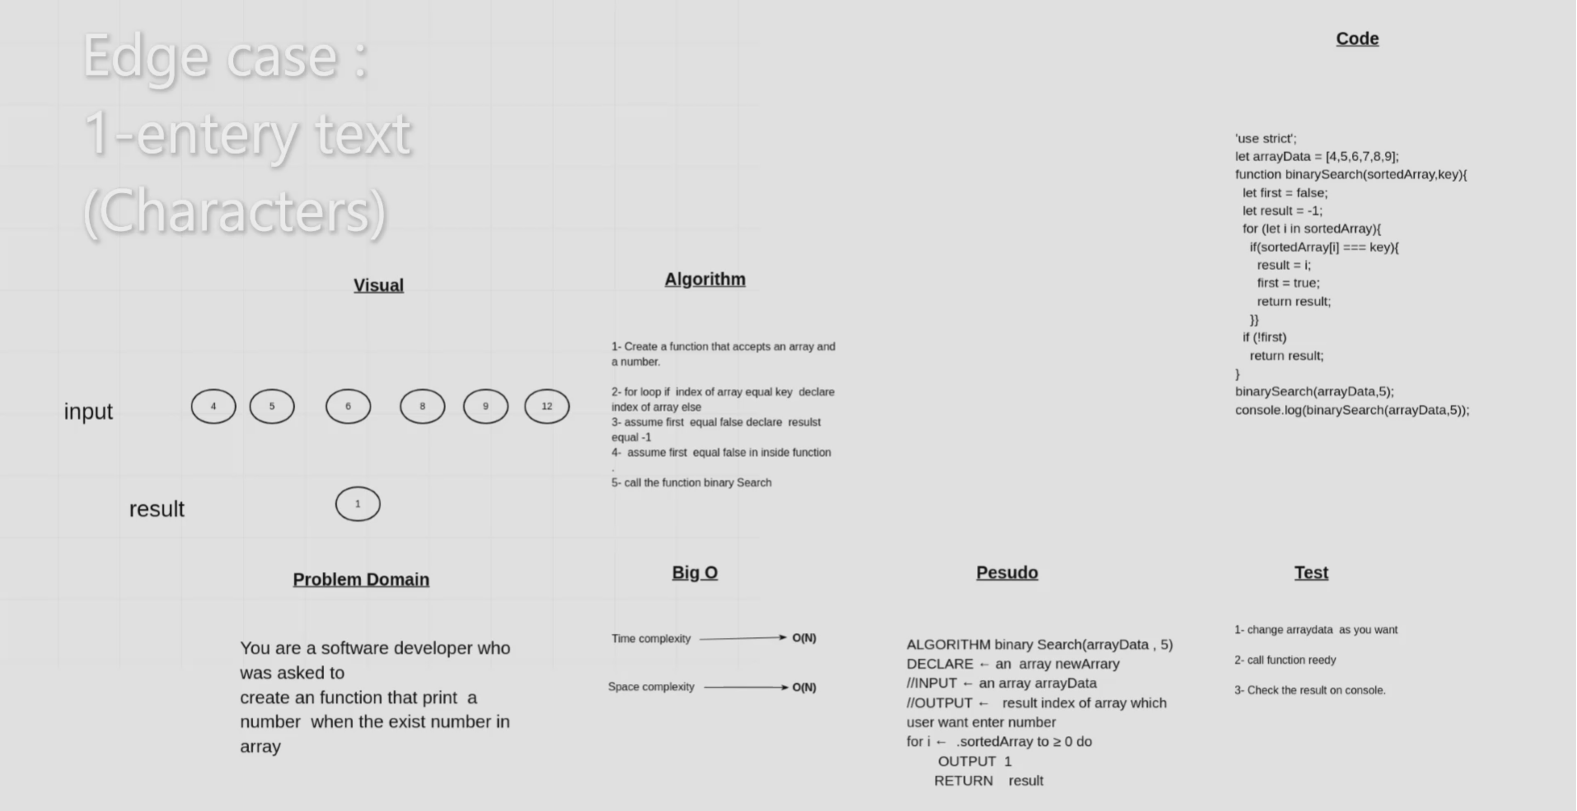 Edge case :
1-entery text
(Characters)
Visual
input
4 5 6 8 9 12
result
1
Algorithm
1- Create a function that accepts an array and
a number.
2- for loop if  index of array equal key  declare
index of array else
3- assume first  equal false declare  resulst
equal -1
4-  assume first  equal false in inside function
.
5- call the function binary Search
Code
'use strict';
let arrayData = [4,5,6,7,8,9];
function binarySearch(sortedArray,key){
let first = false;
let result = -1;
for (let i in sortedArray){
if(sortedArray[i] === key){
result = i;
first = true;
return result;
}}
if (!first)
return result;
}
binarySearch(arrayData,5);
console.log(binarySearch(arrayData,5));
Problem Domain
You are a software developer who
was asked to
create an function that print  a
number  when the exist number in
array
Big O
Time complexity → O(N)
Space complexity → O(N)
Pesudo
ALGORITHM binary Search(arrayData , 5)
DECLARE ← an  array newArrary
//INPUT ← an array arrayData
//OUTPUT ←   result index of array which
user want enter number
for i ←  .sortedArray to ≥ 0 do
OUTPUT  1
RETURN    result
Test
1- change arraydata  as you want
2- call function reedy
3- Check the result on console.